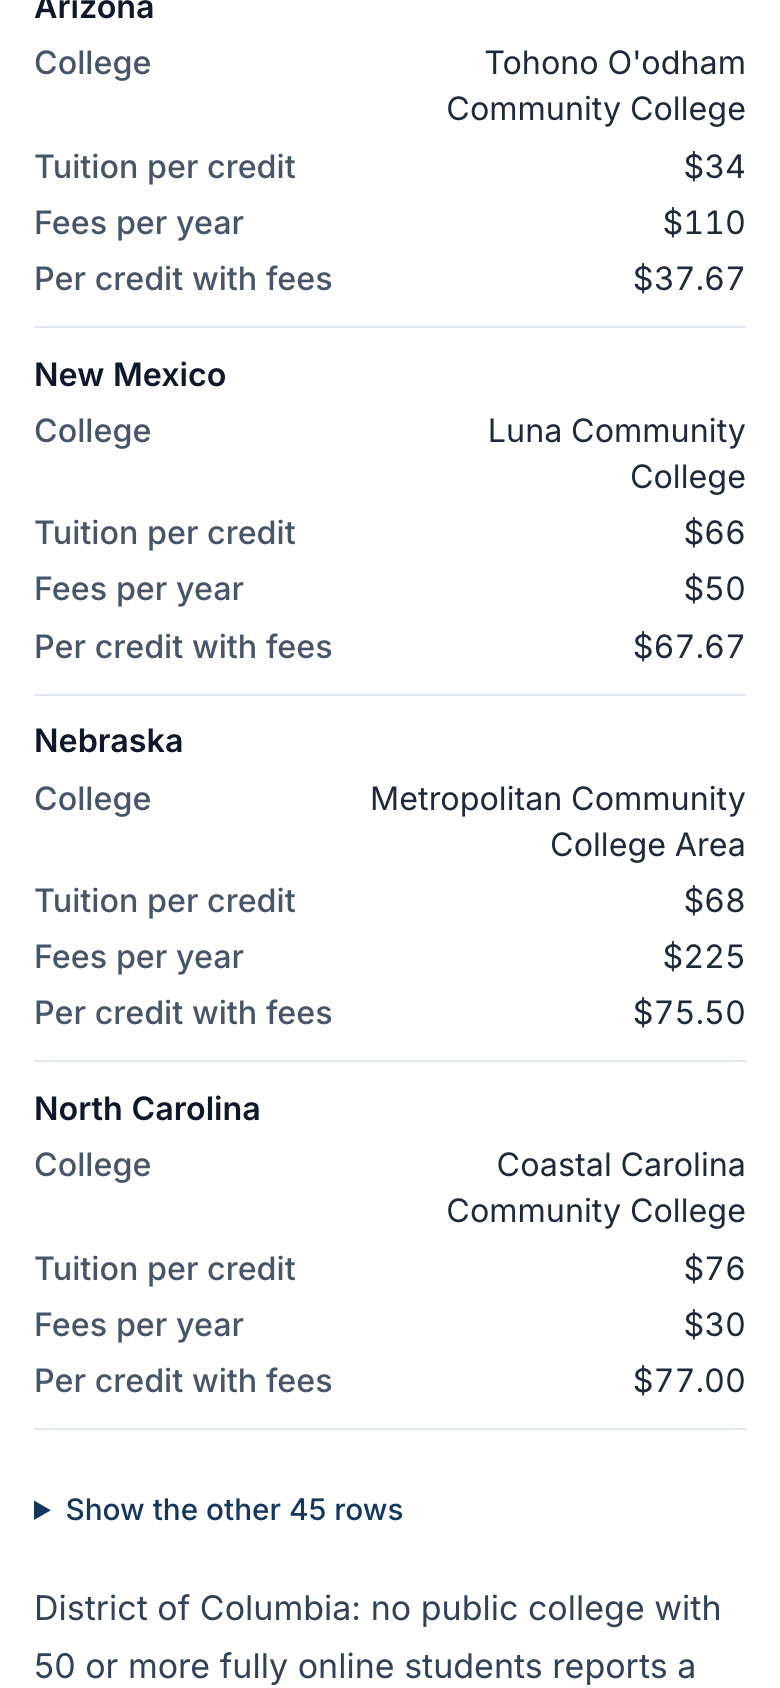 Arizona
College Tohono O'odham
Community College
Tuition per credit $34
Fees per year $110
Per credit with fees $37.67
New Mexico
College Luna Community
College
Tuition per credit $66
Fees per year $50
Per credit with fees $67.67
Nebraska
College Metropolitan Community
College Area
Tuition per credit $68
Fees per year $225
Per credit with fees $75.50
North Carolina
College Coastal Carolina
Community College
Tuition per credit $76
Fees per year $30
Per credit with fees $77.00
▶ Show the other 45 rows
District of Columbia: no public college with
50 or more fully online students reports a